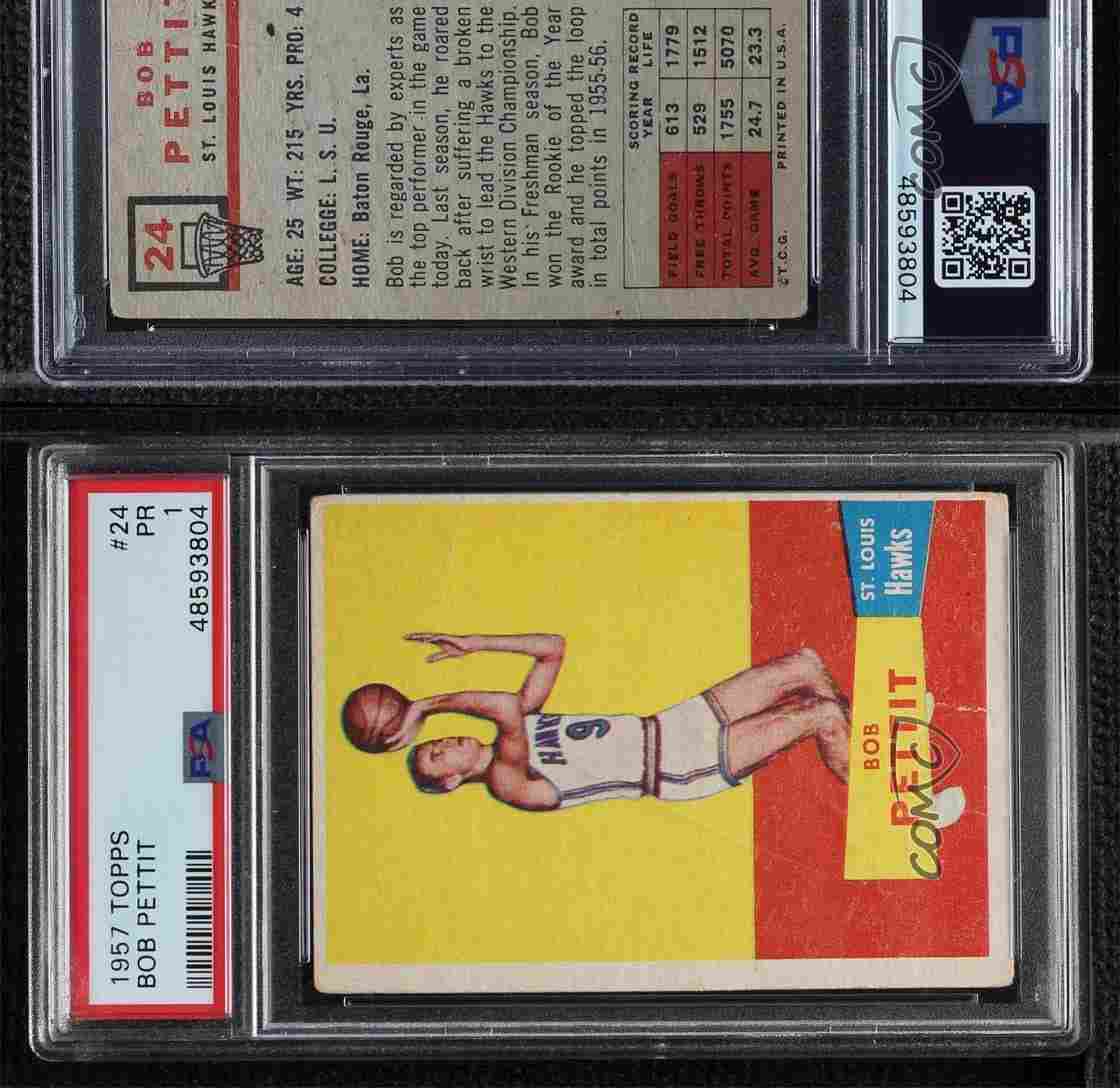 24
BOB
ST. LOUIS HAWK
AGE: 25 WT: 215 YRS. PRO: 4
COLLEGGE: L. S. U.
HOME: Baton Rouge, La.
Bob is regarded by experts as
the top performer in the game
today. Last season, he roared
back after suffering a broken
wrist to lead the Hawks to the
Western Division Championship.
In his Freshman season, Bob
won the Rookie of the Year
award and he topped the loop
in total points in 1955-56.
SCORING RECORD
YEAR LIFE
FIELD GOALS 613 1779
FREE THROWS 529 1512
TOTAL POINTS 1755 5070
AVG. GAME 24.7 23.3
© T.C.G. PRINTED IN U.S.A.
PSA
COMC
48593804
1957 TOPPS #24
BOB PETTIT PR
1
PSA
48593804
HAWKS
9
BOB
PETTIT
ST. LOUIS
Hawks
COMC